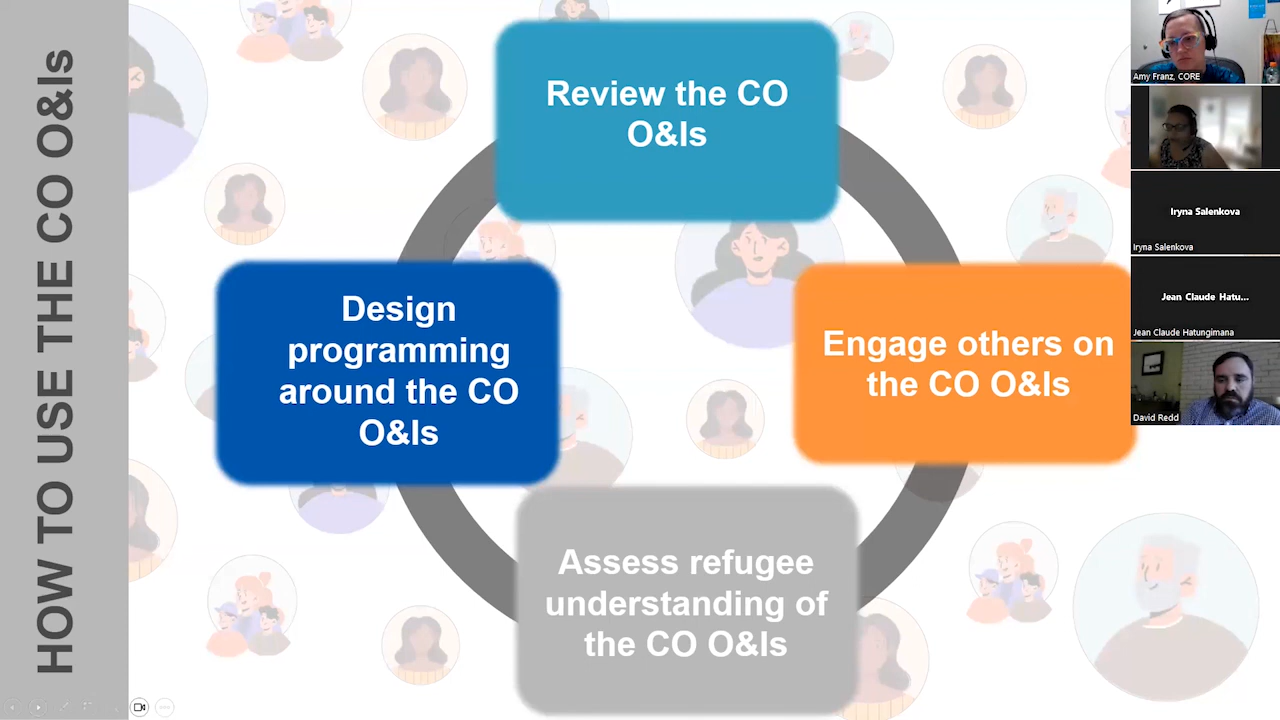 HOW TO USE THE CO O&Is
Review the CO
O&Is
Engage others on
the CO O&Is
Assess refugee
understanding of
the CO O&Is
Design
programming
around the CO
O&Is
Amy Franz, CORE
Iryna Salenkova
Iryna Salenkova
Jean Claude Hatu...
Jean Claude Hatungimana
David Redd